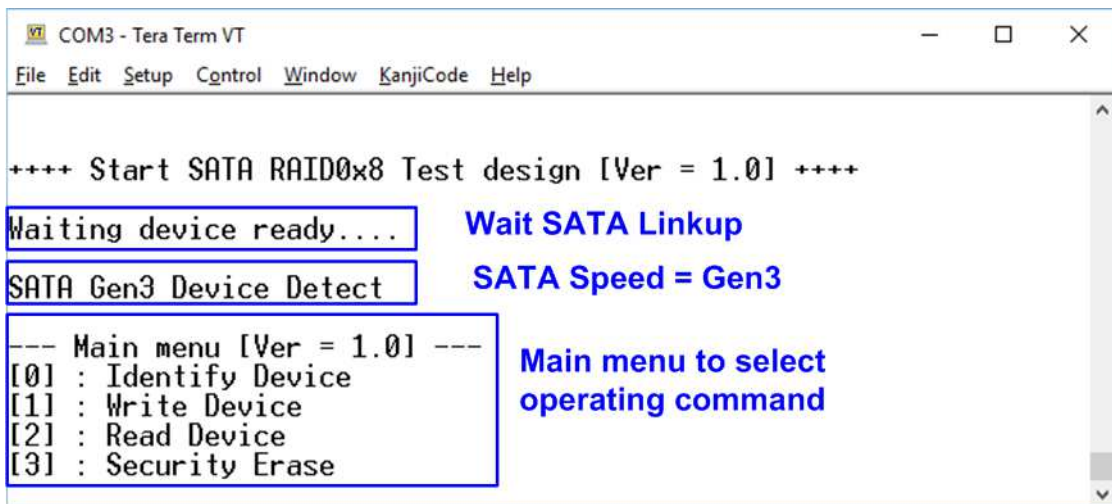 COM3 - Tera Term VT
File Edit Setup Control Window KanjiCode Help
++++ Start SATA RAID0x8 Test design [Ver = 1.0] ++++
Waiting device ready.... Wait SATA Linkup
SATA Gen3 Device Detect SATA Speed = Gen3
--- Main menu [Ver = 1.0] ---
[0] : Identify Device
[1] : Write Device
[2] : Read Device
[3] : Security Erase
Main menu to select
operating command